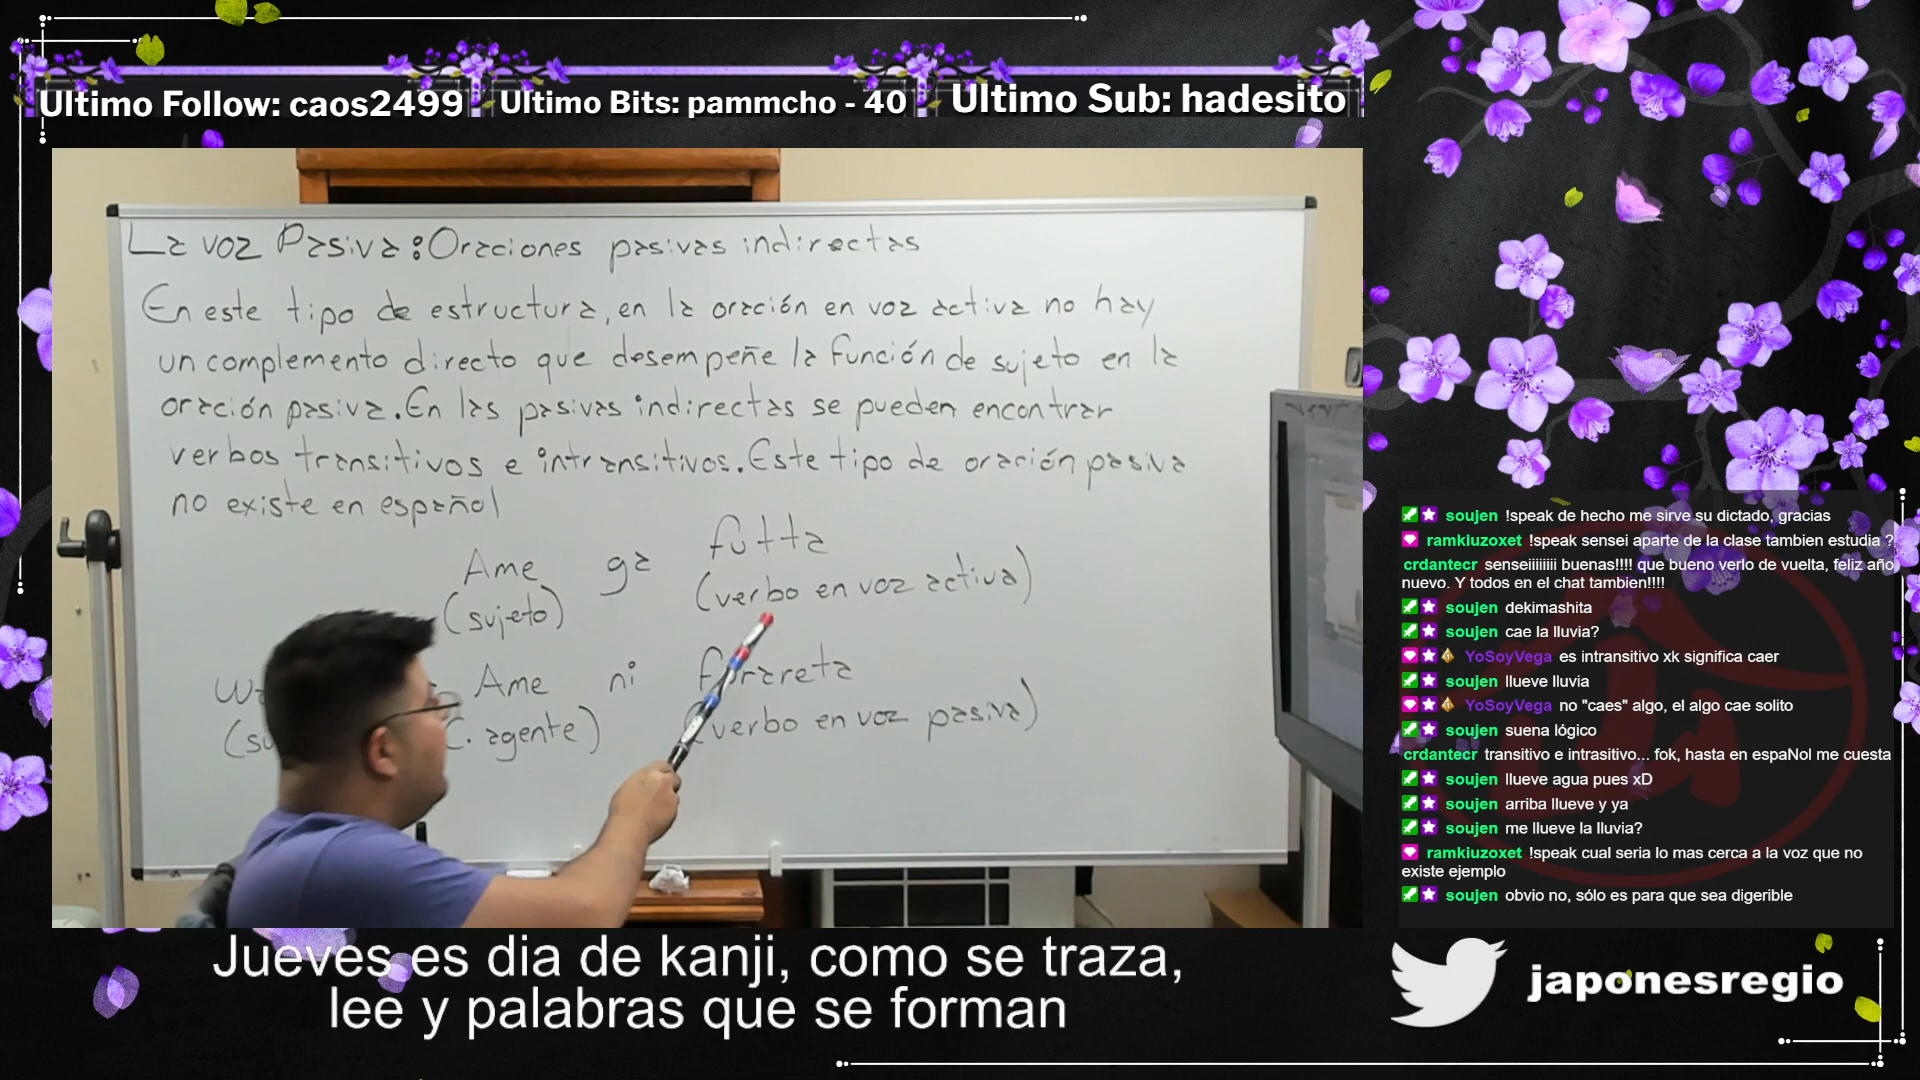 Ultimo Follow: caos2499
Ultimo Bits: pammcho - 40
Ultimo Sub: hadesito
La voz Pasiva: Oraciones pasivas indirectas
En este tipo de estructura, en la oración en voz activa no hay
un complemento directo que desempeñe la función de sujeto en la
oración pasiva. En las pasivas indirectas se pueden encontrar
verbos transitivos e intransitivos. Este tipo de oración pasiva
no existe en español
Ame ga futta
(sujeto) (verbo en voz activa)
Ame ni furareta
agente) (verbo en voz pasiva)
soujen !speak de hecho me sirve su dictado, gracias
ramkiuzoxet !speak sensei aparte de la clase tambien estudia ?
crdantecr senseiiiiiiii buenas!!!! que bueno verlo de vuelta, feliz año
nuevo. Y todos en el chat tambien!!!!
soujen dekimashita
soujen cae la lluvia?
YoSoyVega es intransitivo xk significa caer
soujen llueve lluvia
YoSoyVega no "caes" algo, el algo cae solito
soujen suena lógico
crdantecr transitivo e intrasitivo... fok, hasta en espaNol me cuesta
soujen llueve agua pues xD
soujen arriba llueve y ya
soujen me llueve la lluvia?
ramkiuzoxet !speak cual seria lo mas cerca a la voz que no
existe ejemplo
soujen obvio no, sólo es para que sea digerible
Jueves es dia de kanji, como se traza,
lee y palabras que se forman
japonesregio